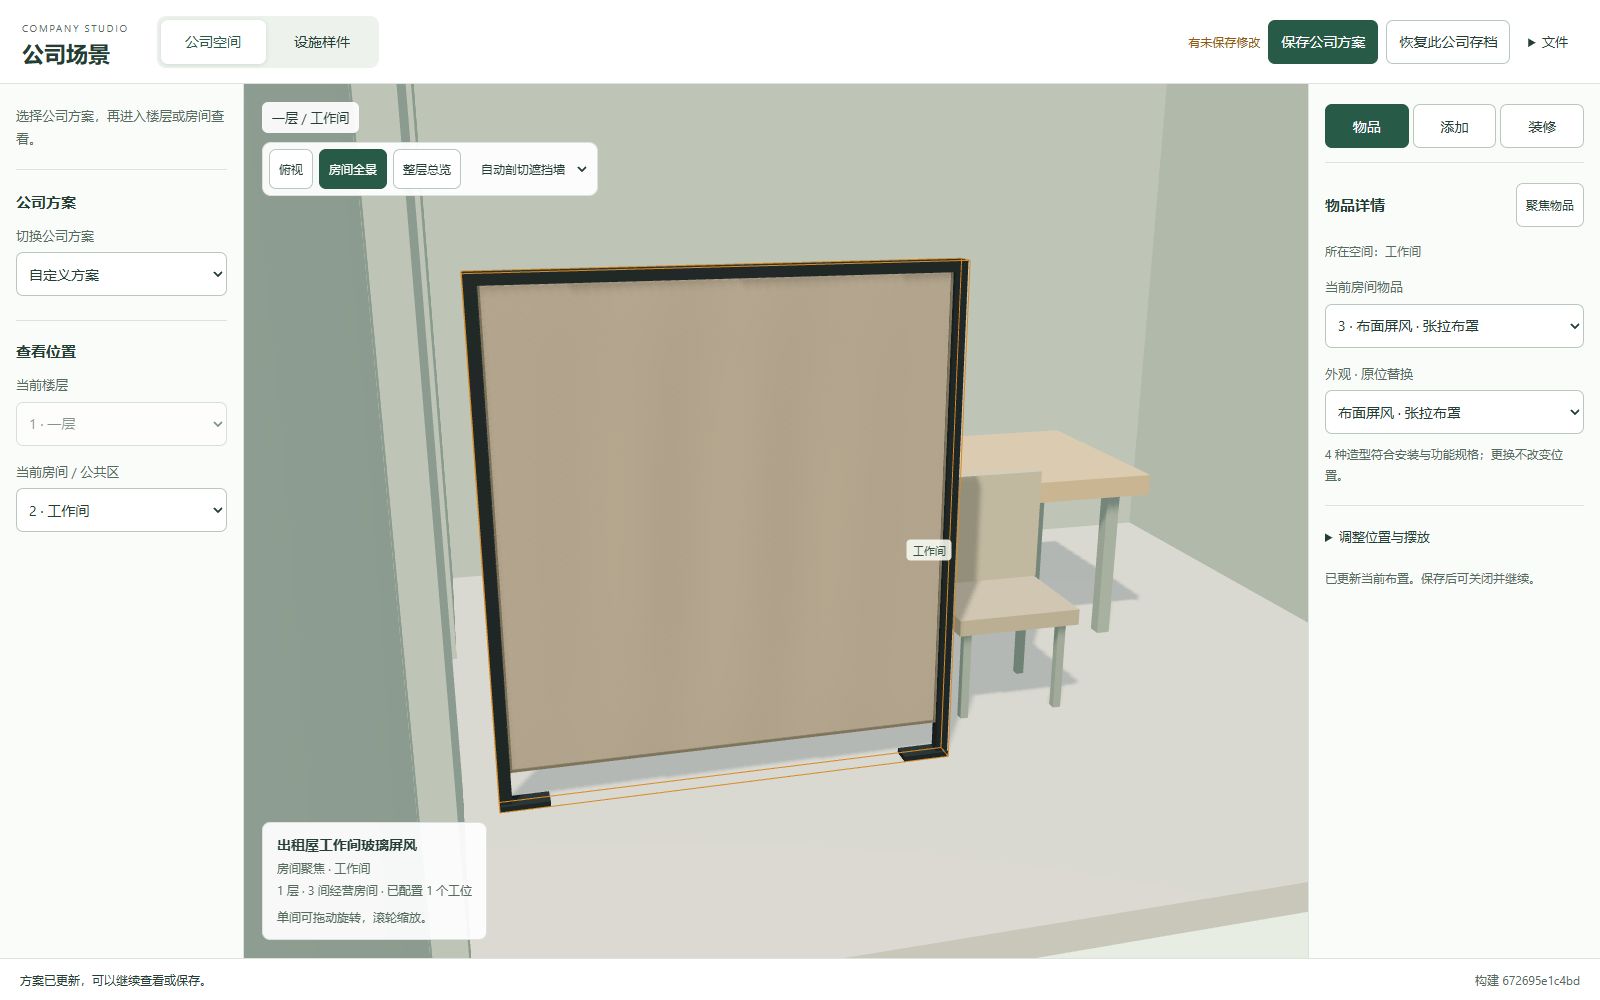 COMPANY STUDIO
公司场景
公司空间
设施样件
有未保存修改
保存公司方案
恢复此公司存档
文件
选择公司方案，再进入楼层或房间查看。
公司方案
切换公司方案
自定义方案
查看位置
当前楼层
1 · 一层
当前房间 / 公共区
2 · 工作间
一层 / 工作间
俯视
房间全景
整层总览
自动剖切遮挡墙
工作间
出租屋工作间玻璃屏风
房间聚焦 · 工作间
1 层 · 3 间经营房间 · 已配置 1 个工位
单间可拖动旋转，滚轮缩放。
物品
添加
装修
物品详情
聚焦物品
所在空间：工作间
当前房间物品
3 · 布面屏风 · 张拉布罩
外观 · 原位替换
布面屏风 · 张拉布罩
4 种造型符合安装与功能规格；更换不改变位置。
调整位置与摆放
已更新当前布置。保存后可关闭并继续。
方案已更新，可以继续查看或保存。
构建 672695e1c4bd